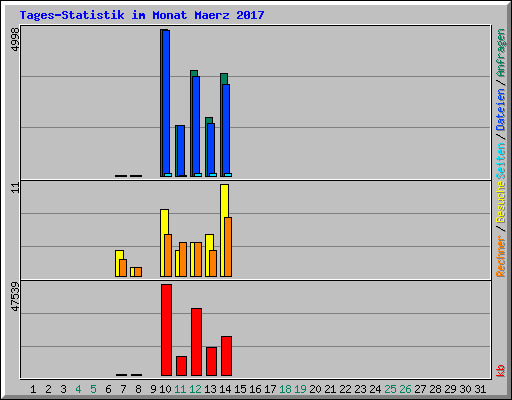 Tages-Statistik im Monat Maerz 2017
4998
11
47539
Anfragen / Dateien / Seiten
Rechner / Besuche
kb
1 2 3 4 5 6 7 8 9 10 11 12 13 14 15 16 17 18 19 20 21 22 23 24 25 26 27 28 29 30 31